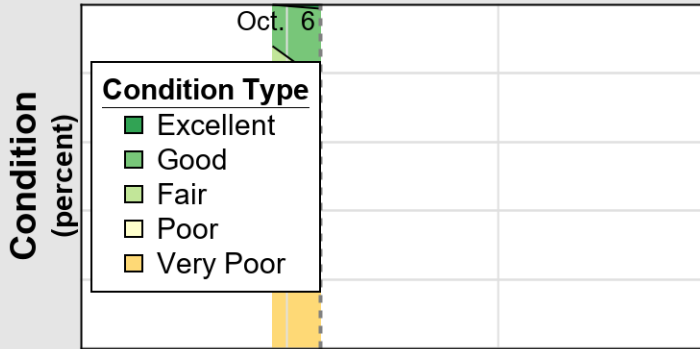 Oct. 6
Condition
(percent)
Condition Type
Excellent
Good
Fair
Poor
Very Poor